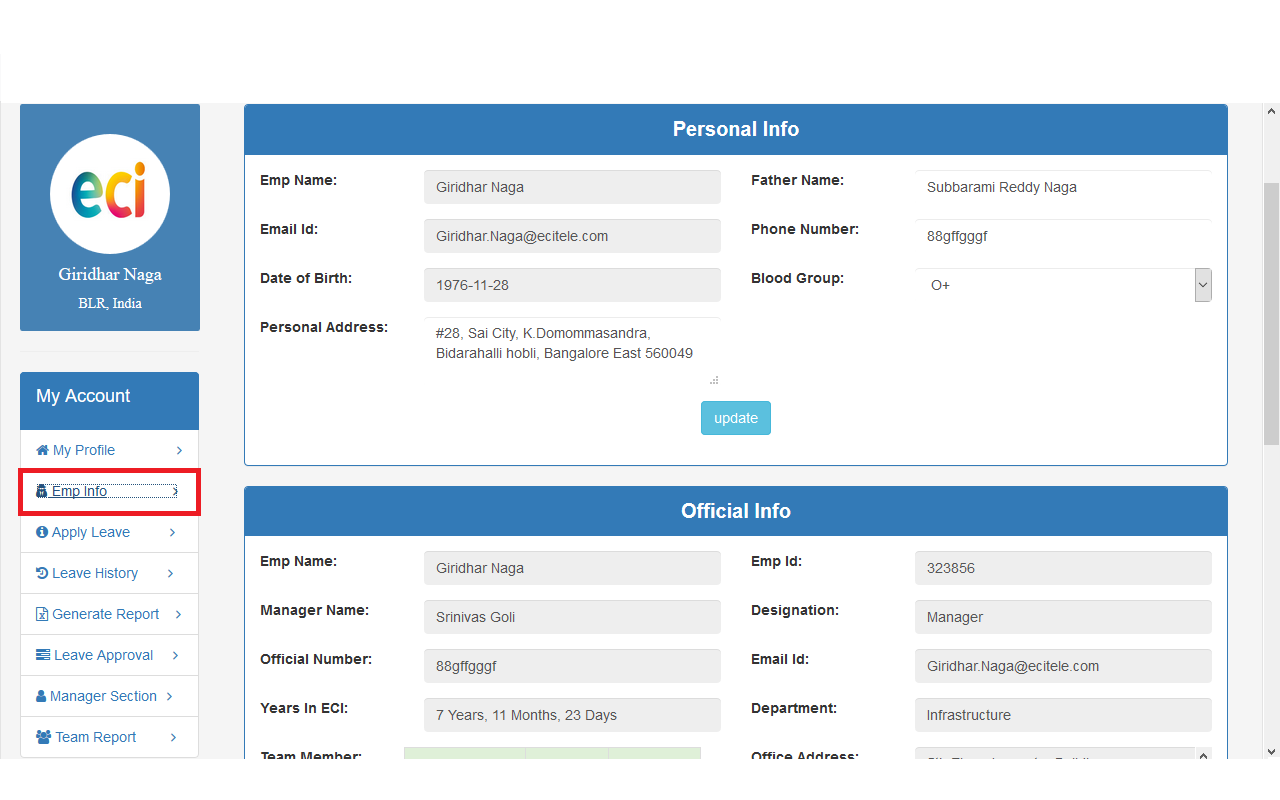 eci
Giridhar Naga
BLR, India
My Account
My Profile
Emp Info
Apply Leave
Leave History
Generate Report
Leave Approval
Manager Section
Team Report
Personal Info
Emp Name: Giridhar Naga Father Name: Subbarami Reddy Naga
Email Id: Giridhar.Naga@ecitele.com Phone Number: 88gffgggf
Date of Birth: 1976-11-28 Blood Group: O+
Personal Address: #28, Sai City, K.Domommasandra,
Bidarahalli hobli, Bangalore East 560049
update
Official Info
Emp Name: Giridhar Naga Emp Id: 323856
Manager Name: Srinivas Goli Designation: Manager
Official Number: 88gffgggf Email Id: Giridhar.Naga@ecitele.com
Years In ECI: 7 Years, 11 Months, 23 Days Department: Infrastructure
Team Member: Office Address: